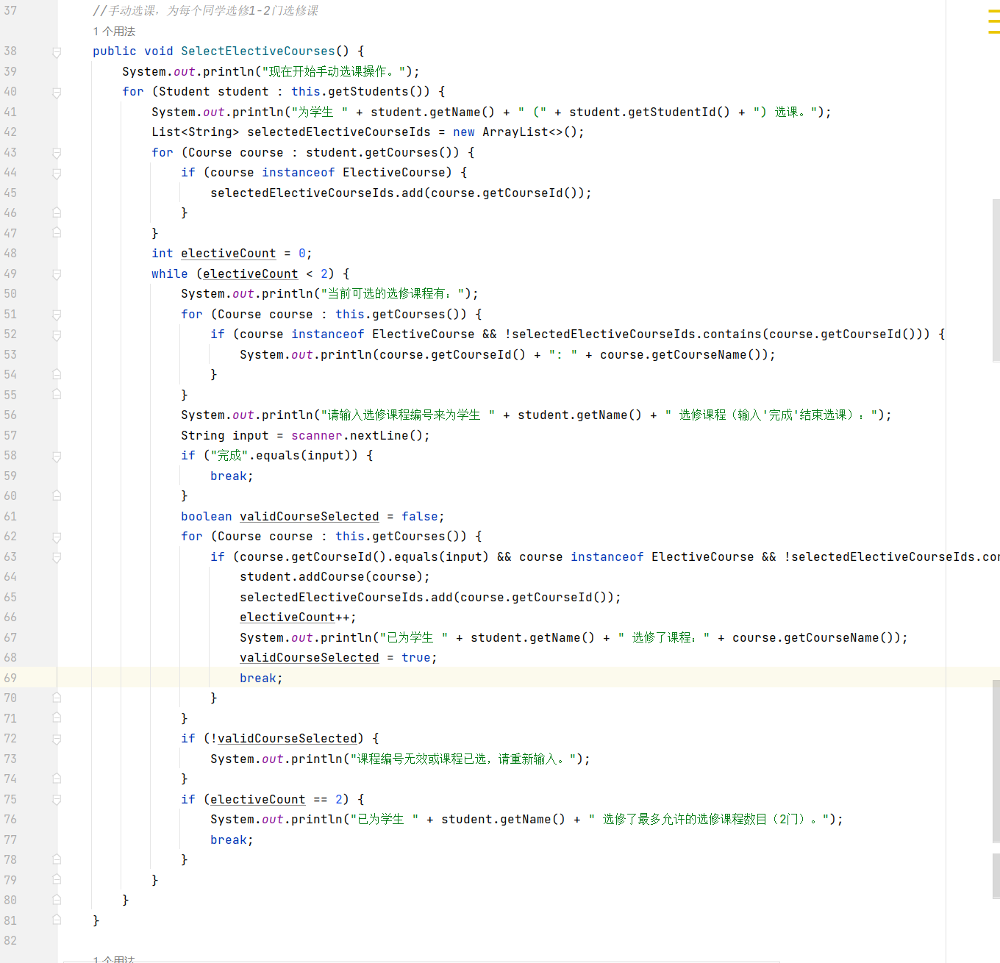 37 //手动选课，为每个同学选修1-2门选修课
1 个用法
38 public void SelectElectiveCourses() {
39 System.out.println("现在开始手动选课操作。");
40 for (Student student : this.getStudents()) {
41 System.out.println("为学生 " + student.getName() + " (" + student.getStudentId() + ") 选课。");
42 List<String> selectedElectiveCourseIds = new ArrayList<>();
43 for (Course course : student.getCourses()) {
44 if (course instanceof ElectiveCourse) {
45 selectedElectiveCourseIds.add(course.getCourseId());
46 }
47 }
48 int electiveCount = 0;
49 while (electiveCount < 2) {
50 System.out.println("当前可选的选修课程有：");
51 for (Course course : this.getCourses()) {
52 if (course instanceof ElectiveCourse && !selectedElectiveCourseIds.contains(course.getCourseId())) {
53 System.out.println(course.getCourseId() + ": " + course.getCourseName());
54 }
55 }
56 System.out.println("请输入选修课程编号来为学生 " + student.getName() + " 选修课程（输入'完成'结束选课）：");
57 String input = scanner.nextLine();
58 if ("完成".equals(input)) {
59 break;
60 }
61 boolean validCourseSelected = false;
62 for (Course course : this.getCourses()) {
63 if (course.getCourseId().equals(input) && course instanceof ElectiveCourse && !selectedElectiveCourseIds.con
64 student.addCourse(course);
65 selectedElectiveCourseIds.add(course.getCourseId());
66 electiveCount++;
67 System.out.println("已为学生 " + student.getName() + " 选修了课程：" + course.getCourseName());
68 validCourseSelected = true;
69 break;
70 }
71 }
72 if (!validCourseSelected) {
73 System.out.println("课程编号无效或课程已选，请重新输入。");
74 }
75 if (electiveCount == 2) {
76 System.out.println("已为学生 " + student.getName() + " 选修了最多允许的选修课程数目（2门）。");
77 break;
78 }
79 }
80 }
81 }
82
1 个用法